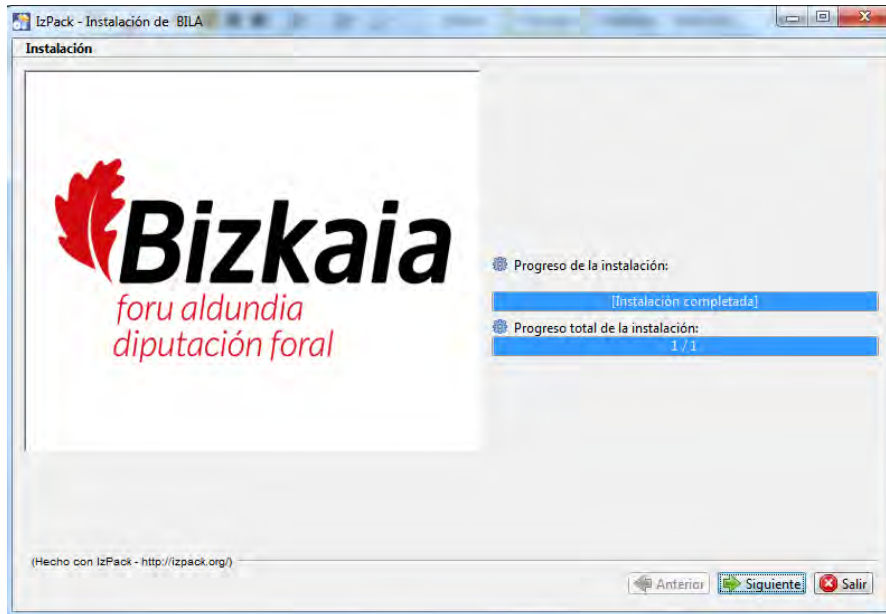 IzPack - Instalación de BILA
Instalación
Bizkaia
foru aldundia
diputación foral
Progreso de la instalación:
[Instalación completada]
Progreso total de la instalación:
1 / 1
(Hecho con IzPack - http://izpack.org/)
Anterior
Siguiente
Salir